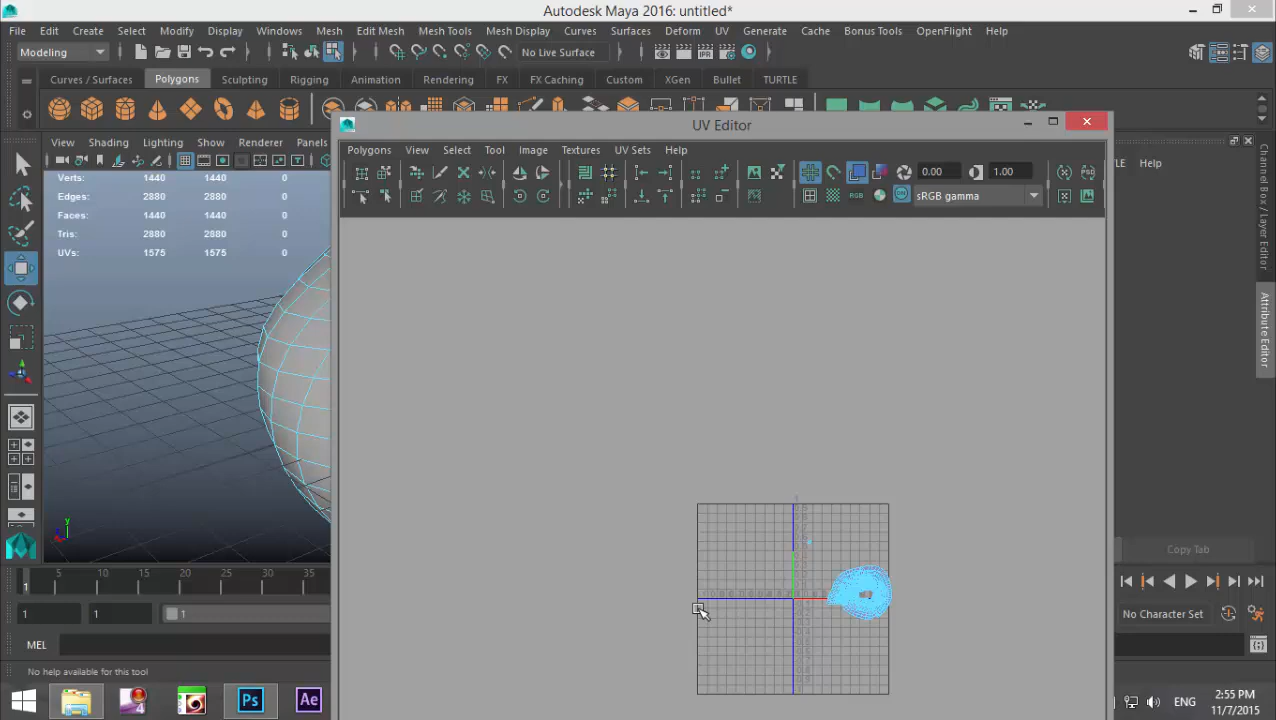 Autodesk Maya 2016: untitled*
File Edit Create Select Modify Display Windows Mesh Edit Mesh Mesh Tools Mesh Display Curves Surfaces Deform UV Generate Cache Bonus Tools OpenFlight Help
Modeling No Live Surface
Curves / Surfaces Polygons Sculpting Rigging Animation Rendering FX FX Caching Custom XGen Bullet TURTLE
UV Editor
View Shading Lighting Show Renderer Panels
Polygons View Select Tool Image Textures UV Sets Help
Help
0.00 1.00
sRGB gamma
Verts: 1440 1440 0
Edges: 2880 2880 0
Faces: 1440 1440 0
Tris: 2880 2880 0
UVs: 1575 1575 0
Channel Box / Layer Editor
Attribute Editor
y
Copy Tab
1 5 10 15 20 25 30 35
1 1 1
No Character Set
MEL
No help available for this tool
Ps Ae
ENG
2:55 PM
11/7/2015